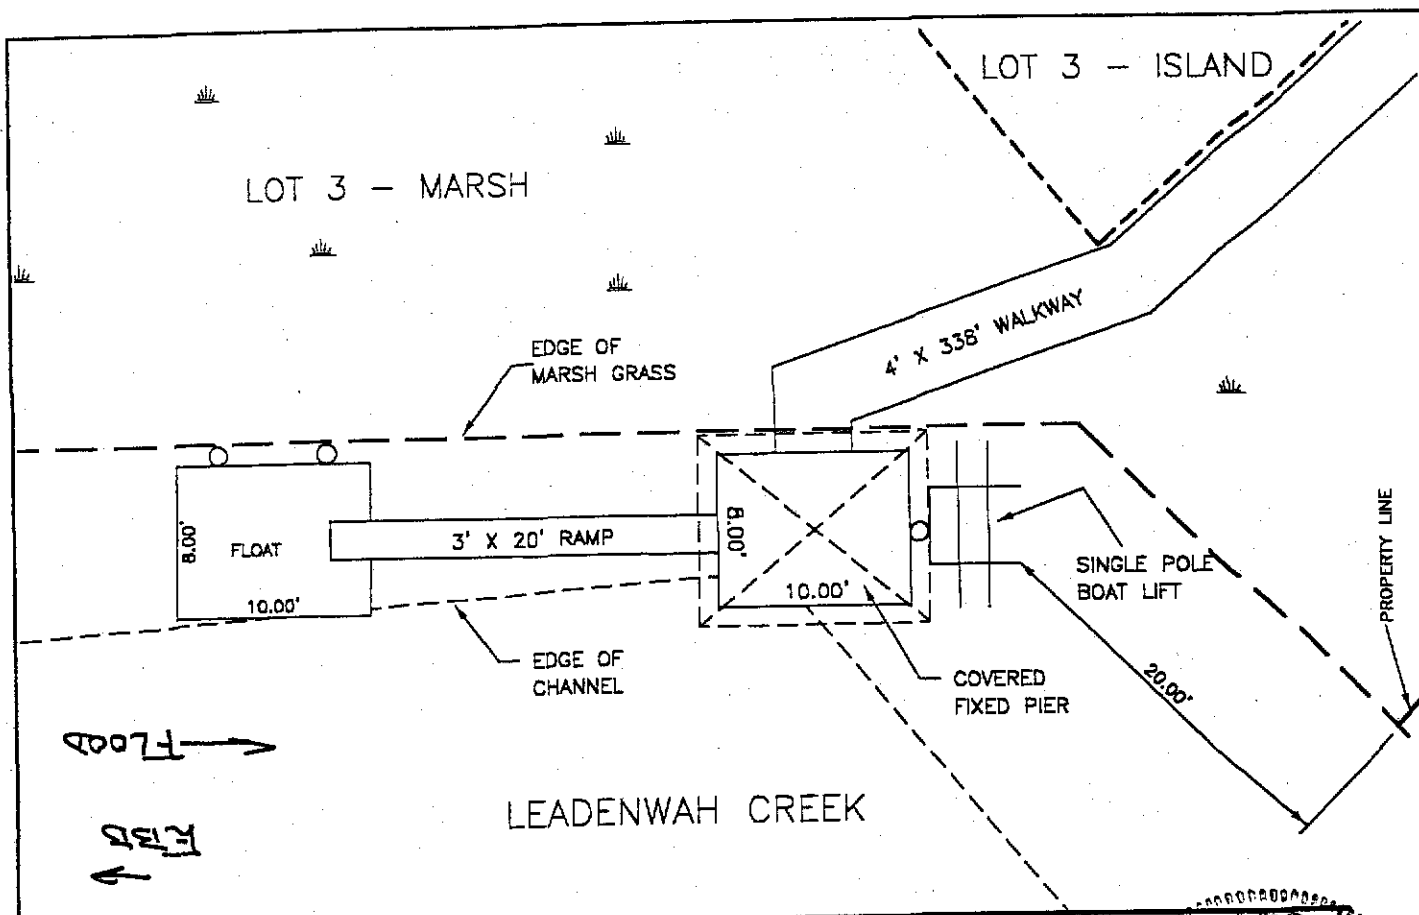 LOT 3 - ISLAND
LOT 3 - MARSH
4' X 338' WALKWAY
EDGE OF
MARSH GRASS
8.00'
FLOAT
10.00'
3' X 20' RAMP
8.00'
10.00'
SINGLE POLE
BOAT LIFT
PROPERTY LINE
20.00'
EDGE OF
CHANNEL
COVERED
FIXED PIER
FLOOD
EBB
LEADENWAH CREEK